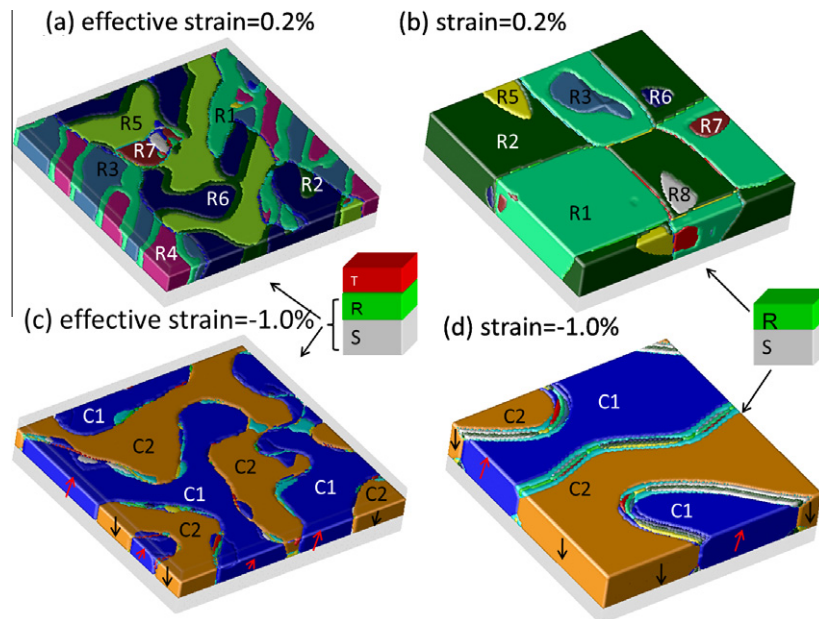 (a) effective strain=0.2%
(b) strain=0.2%
R5
R1
R7
R3
R6
R2
R4
R5
R3
R6
R7
R2
R8
R1
T
R
S
R
S
(c) effective strain=-1.0%
(d) strain=-1.0%
C1
C2
C2
C1
C1
C2
C2
C2
C1
C2
C1